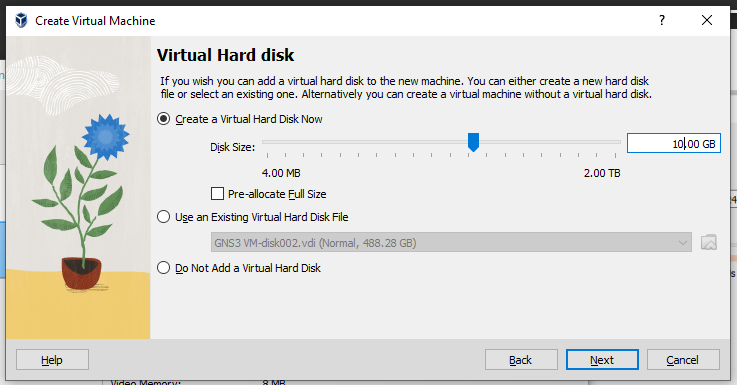 Create Virtual Machine
Virtual Hard disk
If you wish you can add a virtual hard disk to the new machine. You can either create a new hard disk
file or select an existing one. Alternatively you can create a virtual machine without a virtual hard disk.
Create a Virtual Hard Disk Now
Disk Size:
10.00 GB
4.00 MB
2.00 TB
Pre-allocate Full Size
Use an Existing Virtual Hard Disk File
GNS3 VM-disk002.vdi (Normal, 488.28 GB)
Do Not Add a Virtual Hard Disk
Help
Back
Next
Cancel
Video Memory: 8 MB